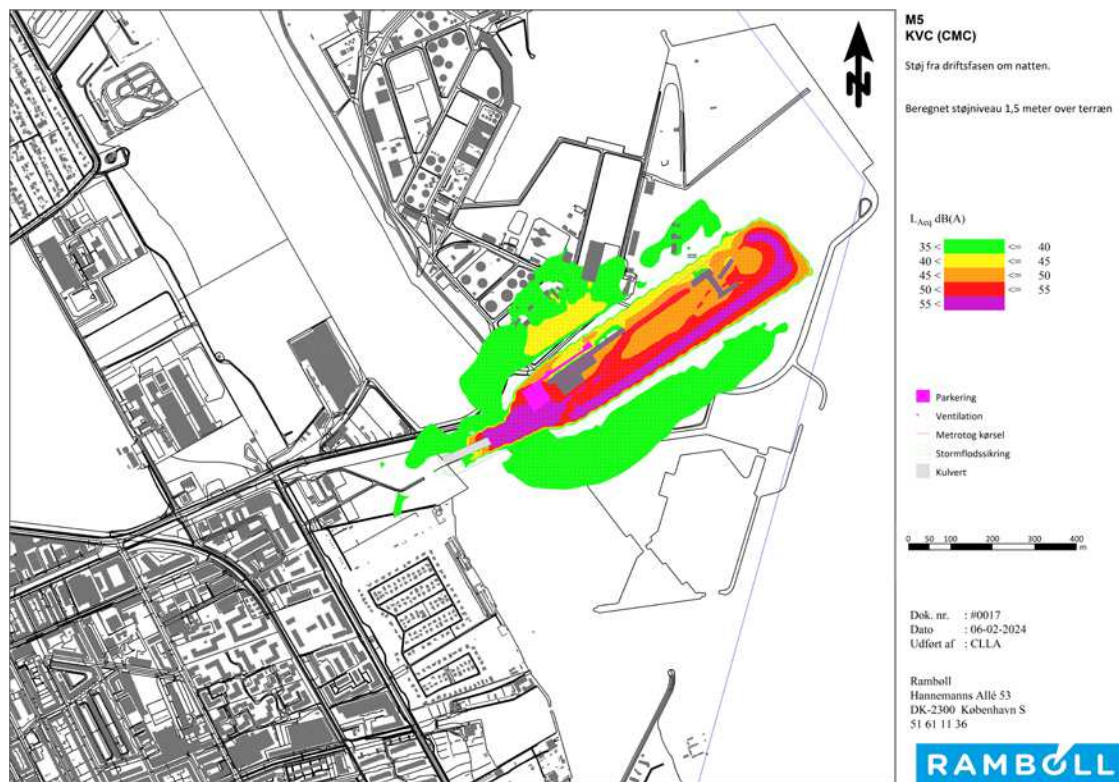 M5
KVC (CMC)
Støj fra driftsfasen om natten.
Beregnet støjniveau 1,5 meter over terræn
N
LAeq dB(A)
35 < <= 40
40 < <= 45
45 < <= 50
50 < <= 55
55 <
Parkering
Ventilation
Metrotog kørsel
Stormflodssikring
Kulvert
0 50 100 200 300 400
m
Dok. nr. : #0017
Dato : 06-02-2024
Udført af : CLLA
Rambøll
Hannemanns Allé 53
DK-2300 København S
51 61 11 36
RAMBOLL